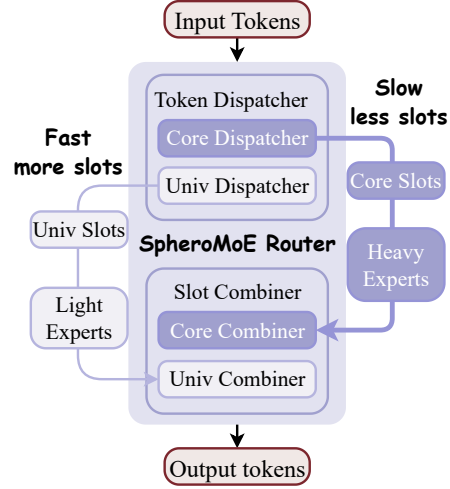 Input Tokens
Token Dispatcher
Core Dispatcher
Univ Dispatcher
Slow
less slots
Fast
more slots
Core Slots
Univ Slots
SpheroMoE Router
Heavy
Experts
Light
Experts
Slot Combiner
Core Combiner
Univ Combiner
Output tokens